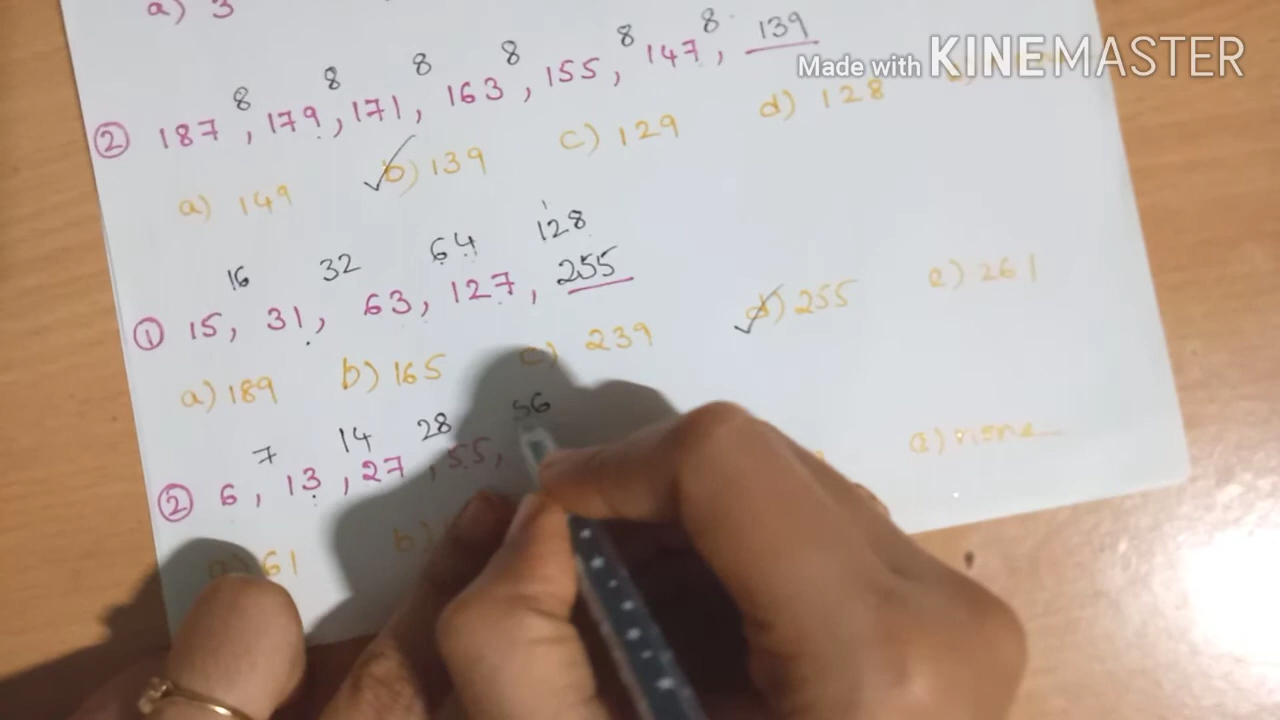 a) 3
8 8 8 8 8
② 187, 179, 171, 163, 155, 147, 139
a) 149 b) 139 c) 129 d) 128
16 32 64 128
① 15, 31, 63, 127, 255
a) 189 b) 165 c) 239 d) 255 e) 261
7 14 28 56
② 6, 13, 27, 55,
a) 61 b) e) none
Made with KINEMASTER